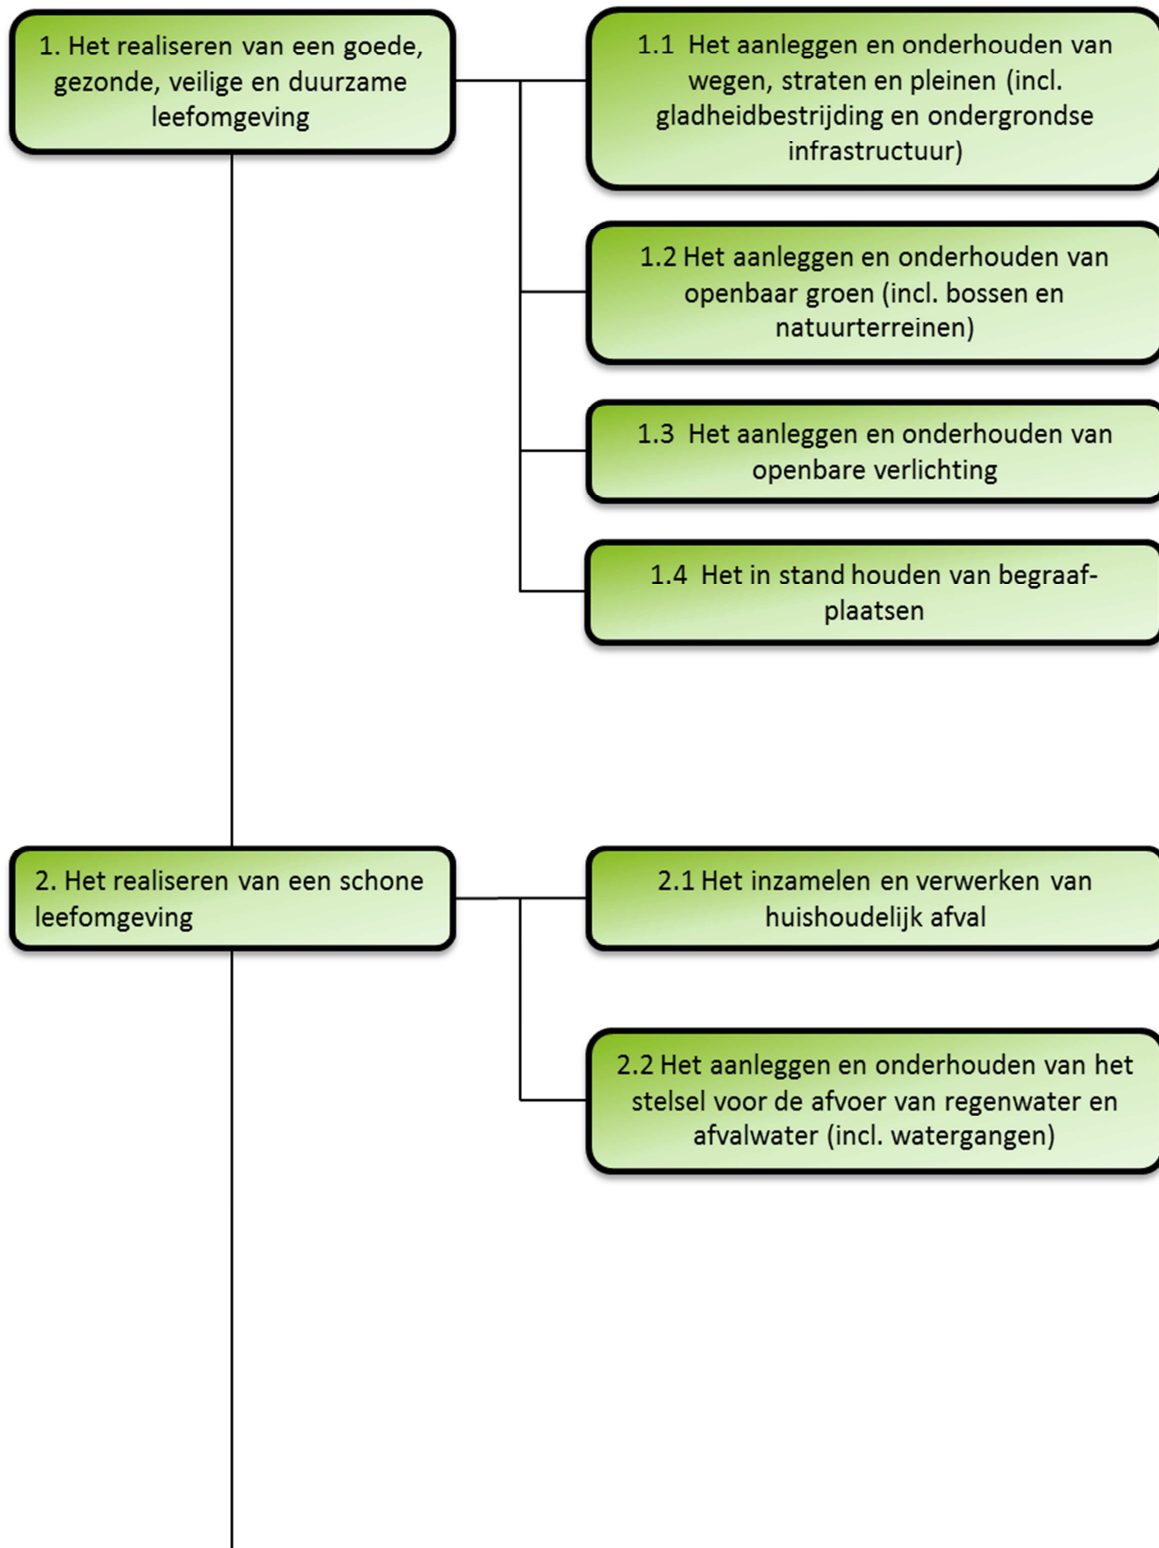 1. Het realiseren van een goede,
gezonde, veilige en duurzame
leefomgeving
1.1 Het aanleggen en onderhouden van
wegen, straten en pleinen (incl.
gladheidbestrijding en ondergrondse
infrastructuur)
1.2 Het aanleggen en onderhouden van
openbaar groen (incl. bossen en
natuurterreinen)
1.3 Het aanleggen en onderhouden van
openbare verlichting
1.4 Het in stand houden van begraaf-
plaatsen
2. Het realiseren van een schone
leefomgeving
2.1 Het inzamelen en verwerken van
huishoudelijk afval
2.2 Het aanleggen en onderhouden van het
stelsel voor de afvoer van regenwater en
afvalwater (incl. watergangen)